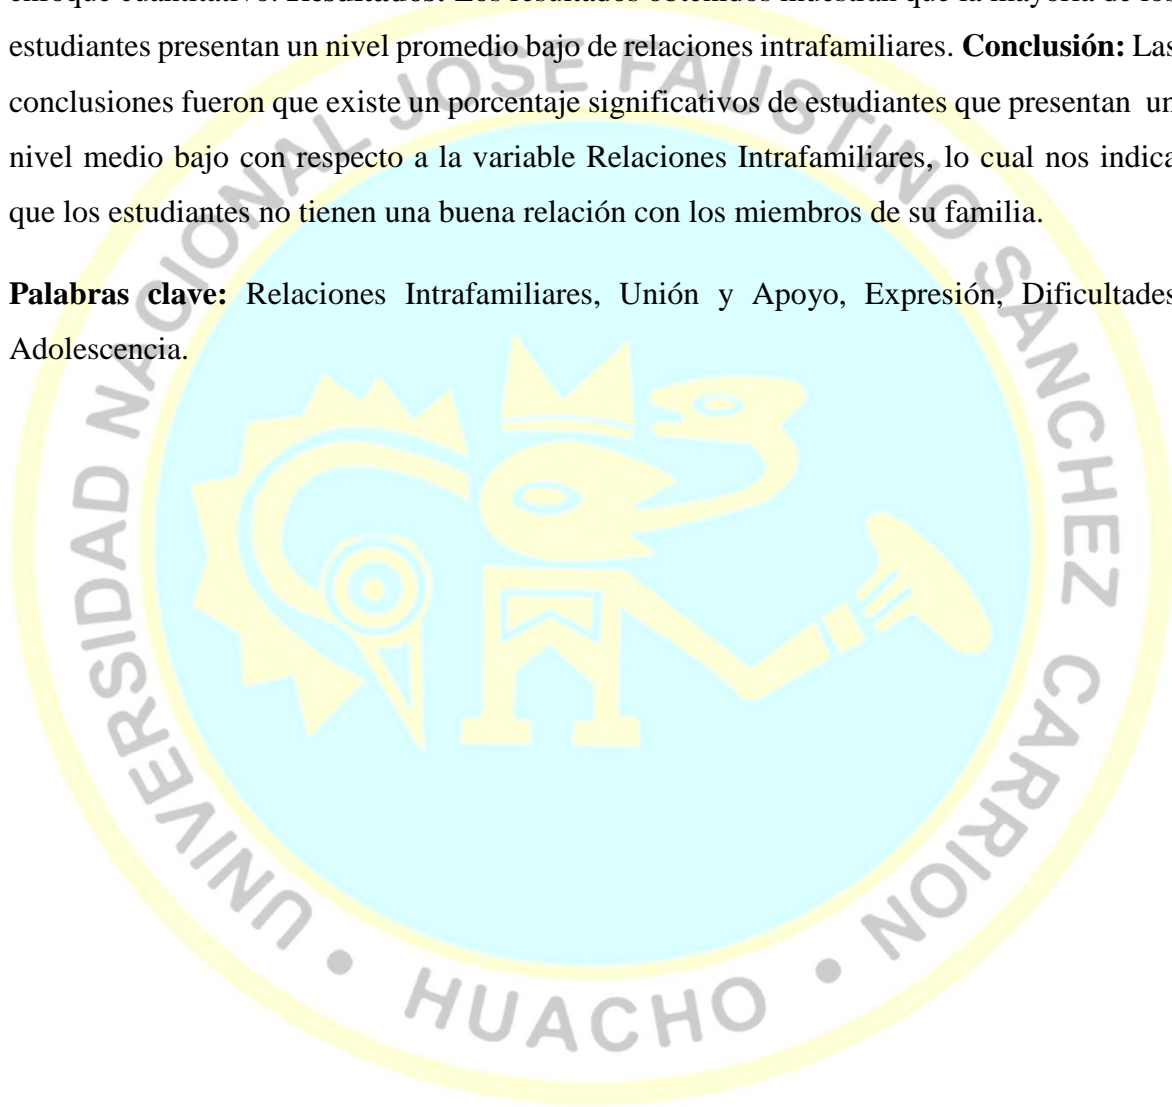 estudiantes presentan un nivel promedio bajo de relaciones intrafamiliares. Conclusión: Las
conclusiones fueron que existe un porcentaje significativos de estudiantes que presentan un
nivel medio bajo con respecto a la variable Relaciones Intrafamiliares, lo cual nos indica
que los estudiantes no tienen una buena relación con los miembros de su familia.
Palabras clave: Relaciones Intrafamiliares, Unión y Apoyo, Expresión, Dificultades
Adolescencia.
UNIVERSIDAD NACIONAL JOSE FAUSTINO SANCHEZ CARRION
• HUACHO •